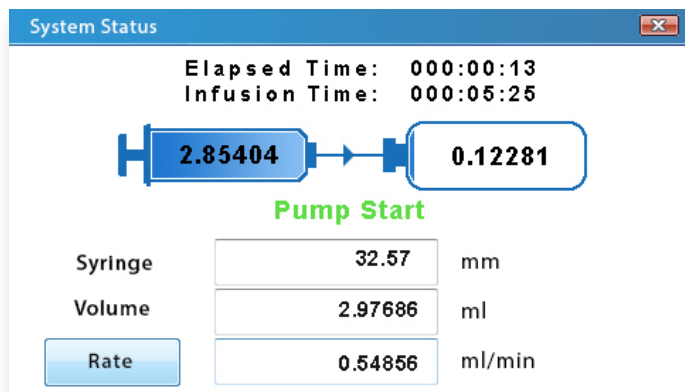 System Status
Elapsed Time: 000:00:13
Infusion Time: 000:05:25
2.85404 0.12281
Pump Start
Syringe 32.57 mm
Volume 2.97686 ml
Rate 0.54856 ml/min